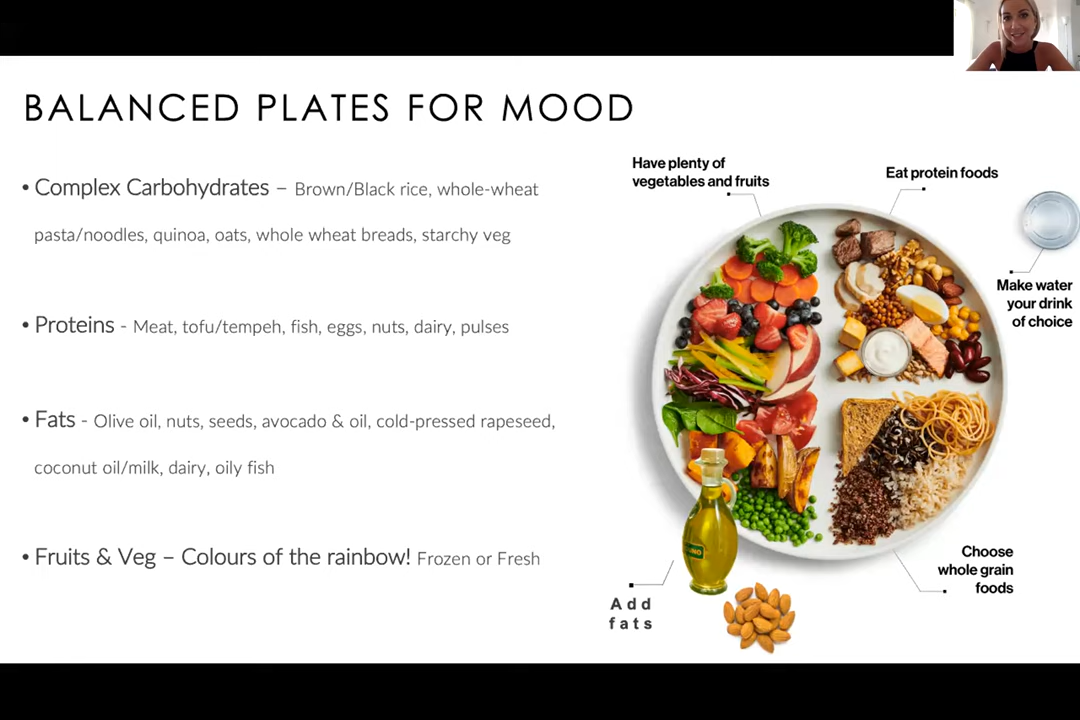 BALANCED PLATES FOR MOOD
• Complex Carbohydrates – Brown/Black rice, whole-wheat
pasta/noodles, quinoa, oats, whole wheat breads, starchy veg
• Proteins - Meat, tofu/tempeh, fish, eggs, nuts, dairy, pulses
• Fats - Olive oil, nuts, seeds, avocado & oil, cold-pressed rapeseed,
coconut oil/milk, dairy, oily fish
• Fruits & Veg – Colours of the rainbow! Frozen or Fresh
Have plenty of
vegetables and fruits
Eat protein foods
Make water
your drink
of choice
Choose
whole grain
foods
Add
fats